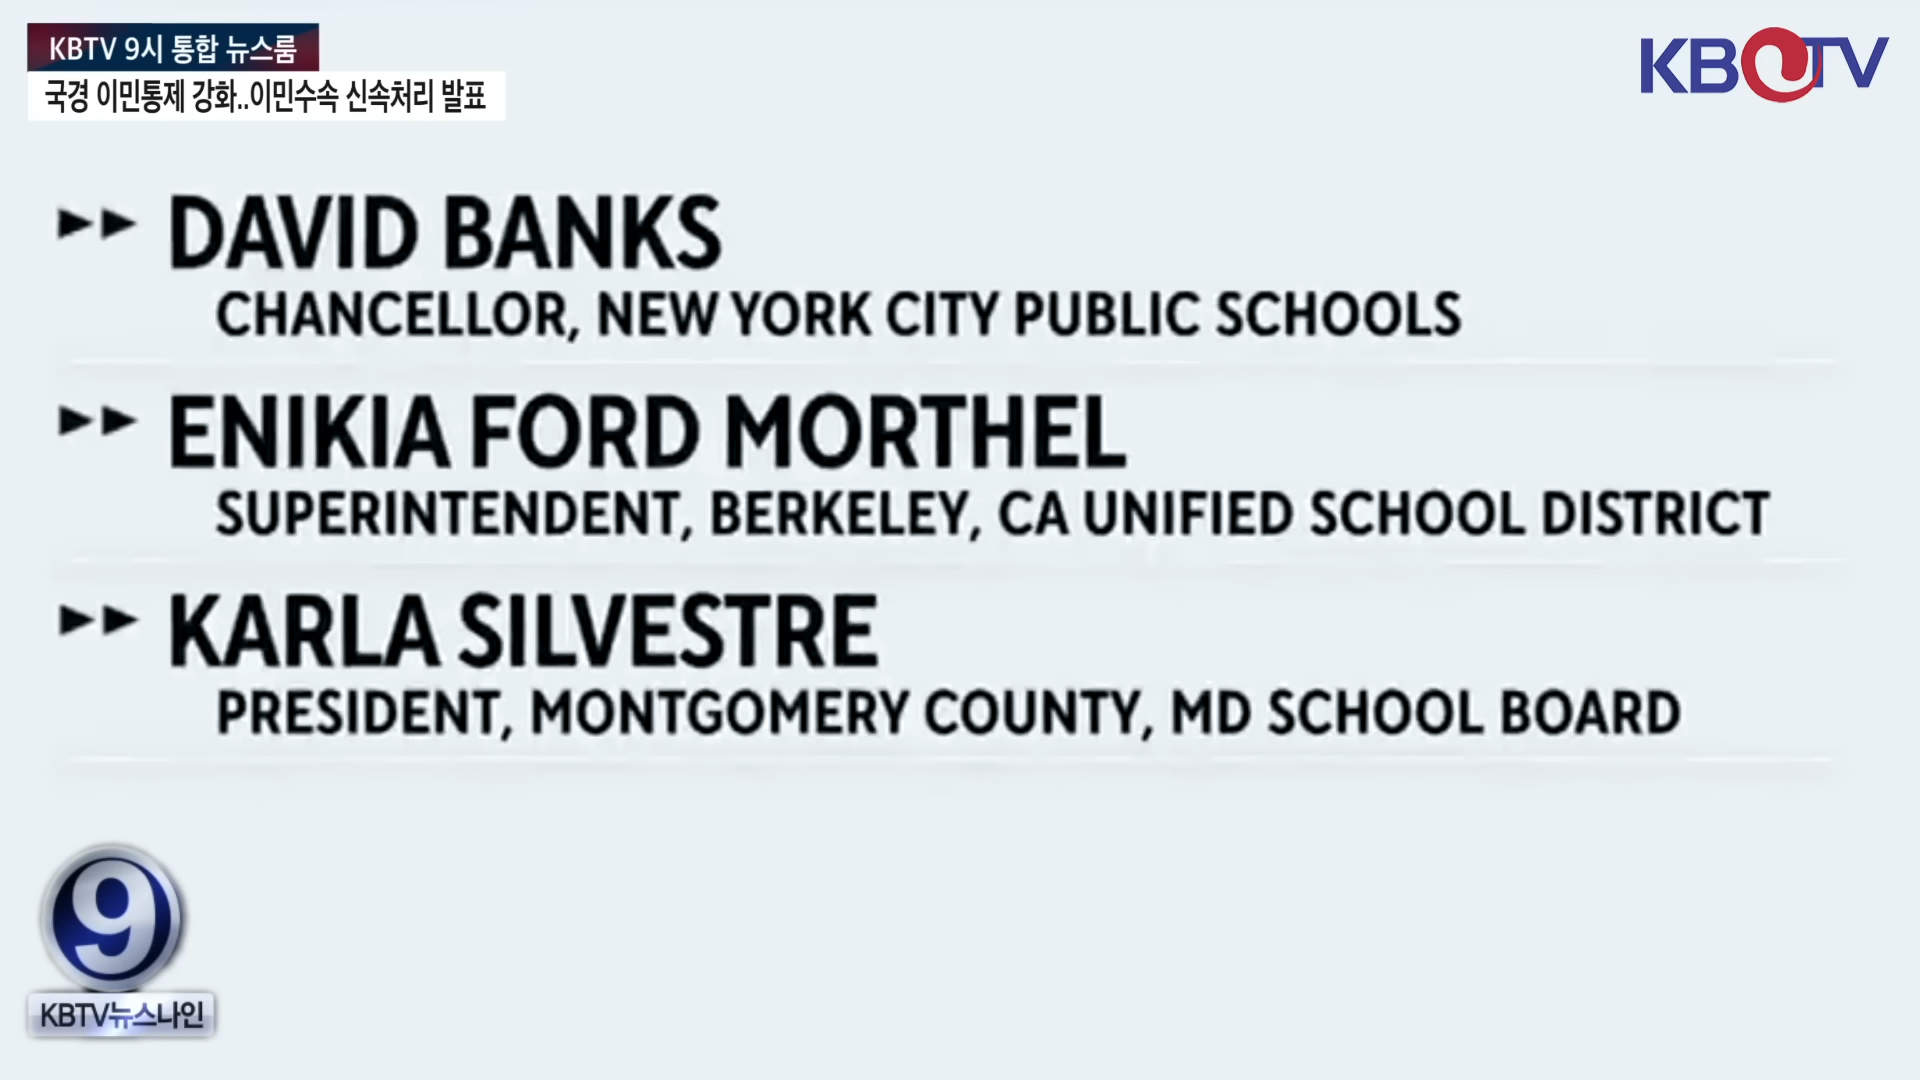 KBTV 9시 통합 뉴스룸
국경 이민통제 강화..이민수속 신속처리 발표
KBTV
DAVID BANKS
CHANCELLOR, NEW YORK CITY PUBLIC SCHOOLS
ENIKIA FORD MORTHEL
SUPERINTENDENT, BERKELEY, CA UNIFIED SCHOOL DISTRICT
KARLA SILVESTRE
PRESIDENT, MONTGOMERY COUNTY, MD SCHOOL BOARD
9
KBTV뉴스나인